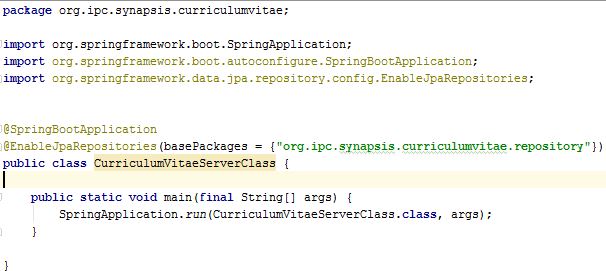 package org.ipc.synapsis.curriculumvitae;
import org.springframework.boot.SpringApplication;
import org.springframework.boot.autoconfigure.SpringBootApplication;
import org.springframework.data.jpa.repository.config.EnableJpaRepositories;
@SpringBootApplication
@EnableJpaRepositories(basePackages = {"org.ipc.synapsis.curriculumvitae.repository"})
public class CurriculumVitaeServerClass {
public static void main(final String[] args) {
SpringApplication.run(CurriculumVitaeServerClass.class, args);
}
}